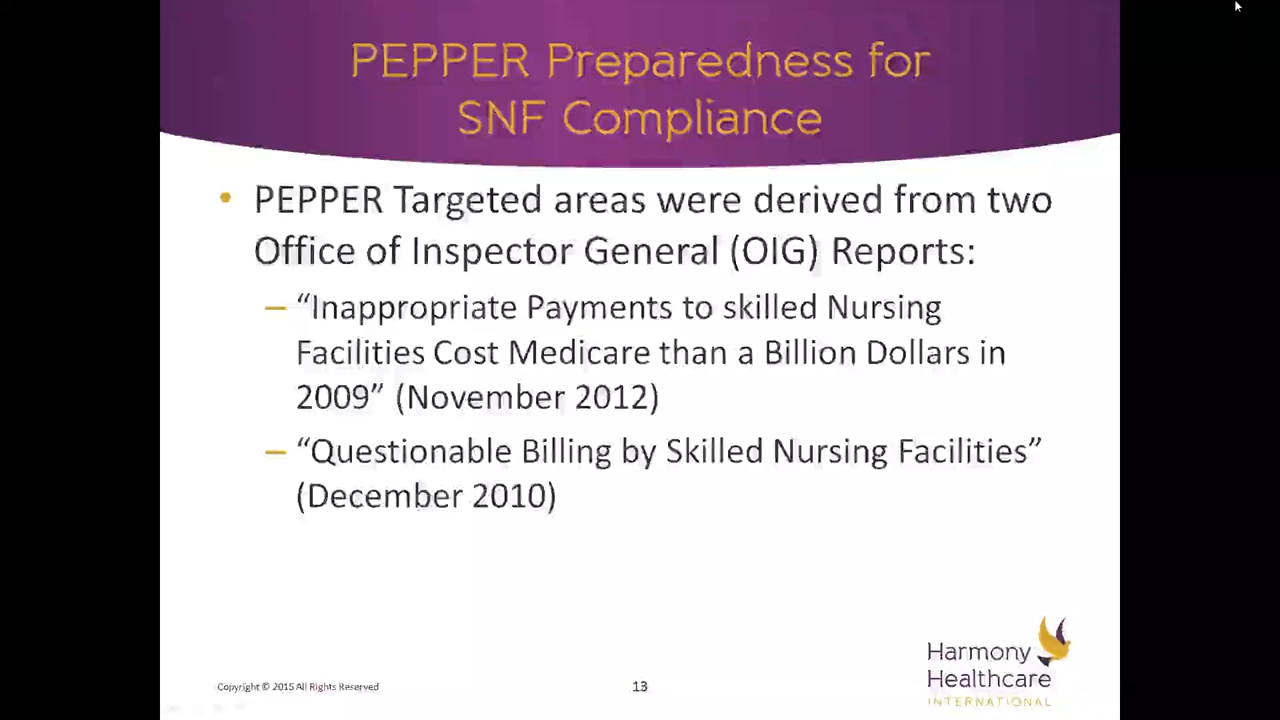 PEPPER Preparedness for
SNF Compliance
• PEPPER Targeted areas were derived from two
Office of Inspector General (OIG) Reports:
– “Inappropriate Payments to skilled Nursing
Facilities Cost Medicare than a Billion Dollars in
2009” (November 2012)
– “Questionable Billing by Skilled Nursing Facilities”
(December 2010)
Harmony
Healthcare
INTERNATIONAL
Copyright © 2015 All Rights Reserved
13